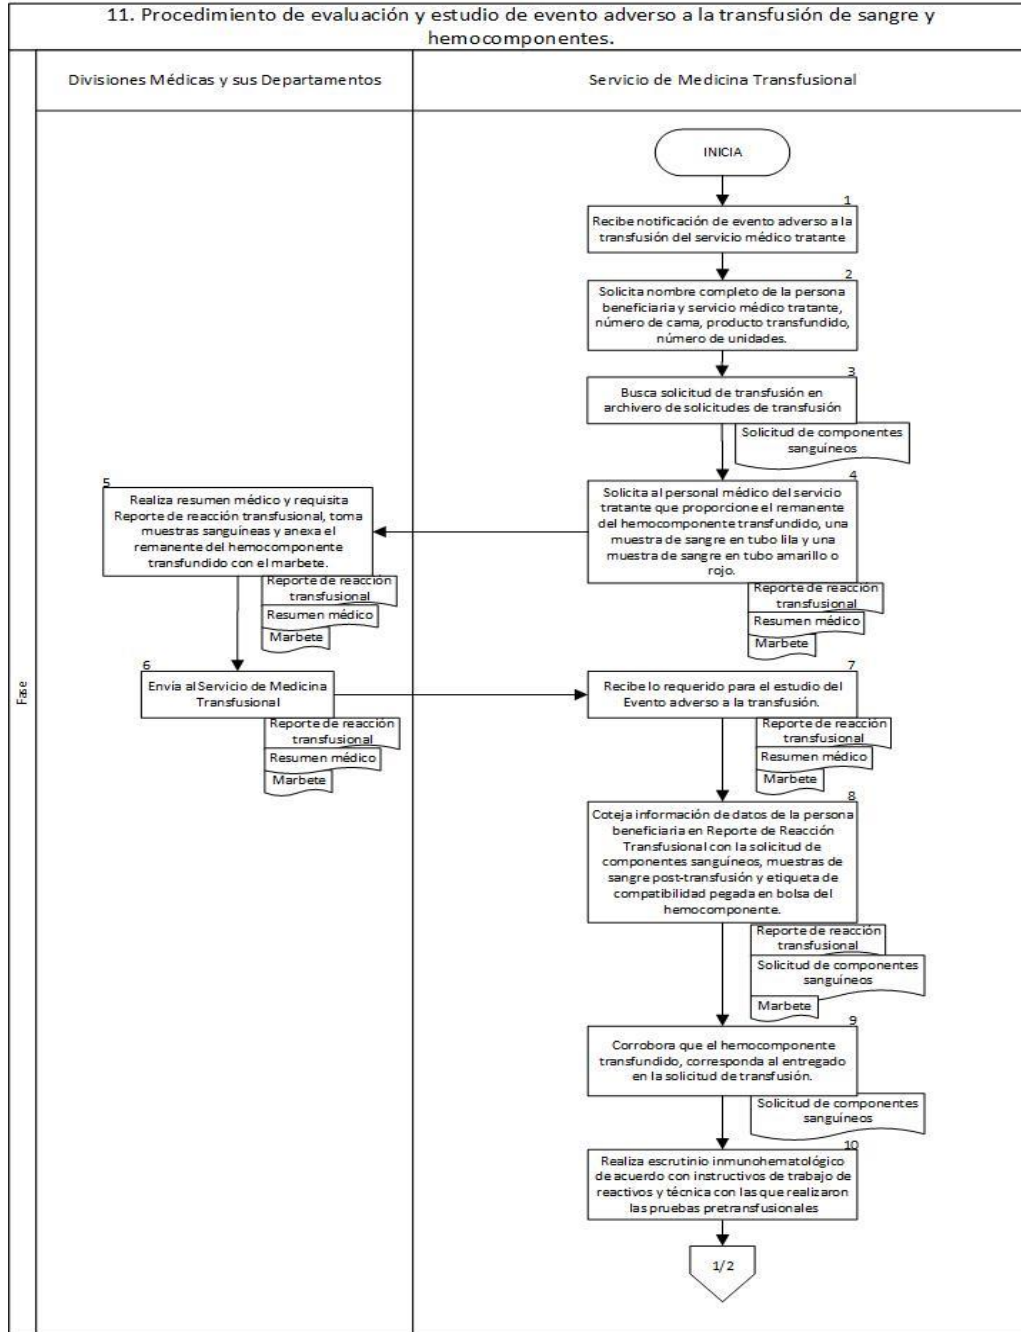 11. Procedimiento de evaluación y estudio de evento adverso a la transfusión de sangre y
hemocomponentes.
Divisiones Médicas y sus Departamentos
Servicio de Medicina Transfusional
Fase
INICIA
1
Recibe notificación de evento adverso a la
transfusión del servicio médico tratante
2
Solicita nombre completo de la persona
beneficiaria y servicio médico tratante,
número de cama, producto transfundido,
número de unidades.
3
Busca solicitud de transfusión en
archivero de solicitudes de transfusión
Solicitud de componentes
sanguíneos
4
Solicita al personal médico del servicio
tratante que proporcione el remanente
del hemocomponente transfundido, una
muestra de sangre en tubo lila y una
muestra de sangre en tubo amarillo o
rojo.
Reporte de reacción
transfusional
Resumen médico
Marbete
5
Realiza resumen médico y requisita
Reporte de reacción transfusional, toma
muestras sanguíneas y anexa el
remanente del hemocomponente
transfundido con el marbete.
Reporte de reacción
transfusional
Resumen médico
Marbete
6
Envía al Servicio de Medicina
Transfusional
Reporte de reacción
transfusional
Resumen médico
Marbete
7
Recibe lo requerido para el estudio del
Evento adverso a la transfusión.
Reporte de reacción
transfusional
Resumen médico
Marbete
8
Coteja información de datos de la persona
beneficiaria en Reporte de Reacción
Transfusional con la solicitud de
componentes sanguíneos, muestras de
sangre post-transfusión y etiqueta de
compatibilidad pegada en bolsa del
hemocomponente.
Reporte de reacción
transfusional
Solicitud de componentes
sanguíneos
Marbete
9
Corrobora que el hemocomponente
transfundido, corresponda al entregado
en la solicitud de transfusión.
Solicitud de componentes
sanguíneos
10
Realiza escrutinio inmunohematológico
de acuerdo con instructivos de trabajo de
reactivos y técnica con las que realizaron
las pruebas pretransfusionales
1/2